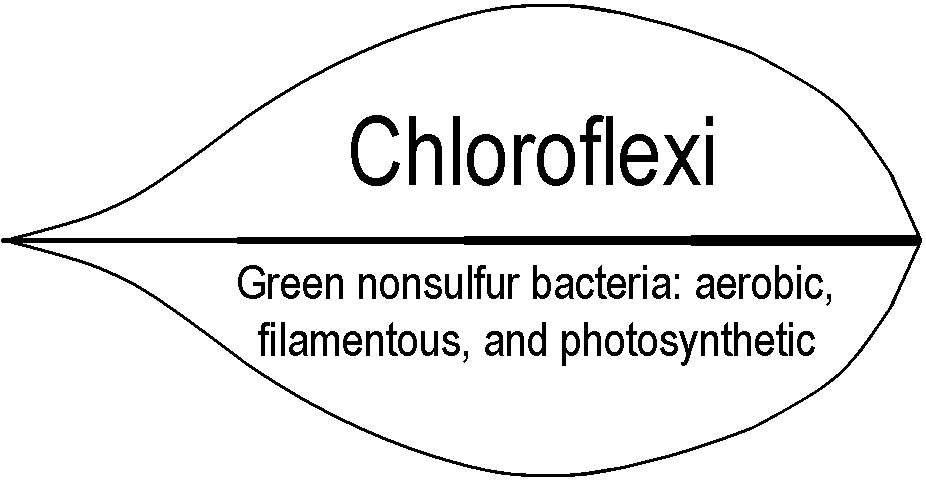 Chloroflexi
Green nonsulfur bacteria: aerobic,
filamentous, and photosynthetic